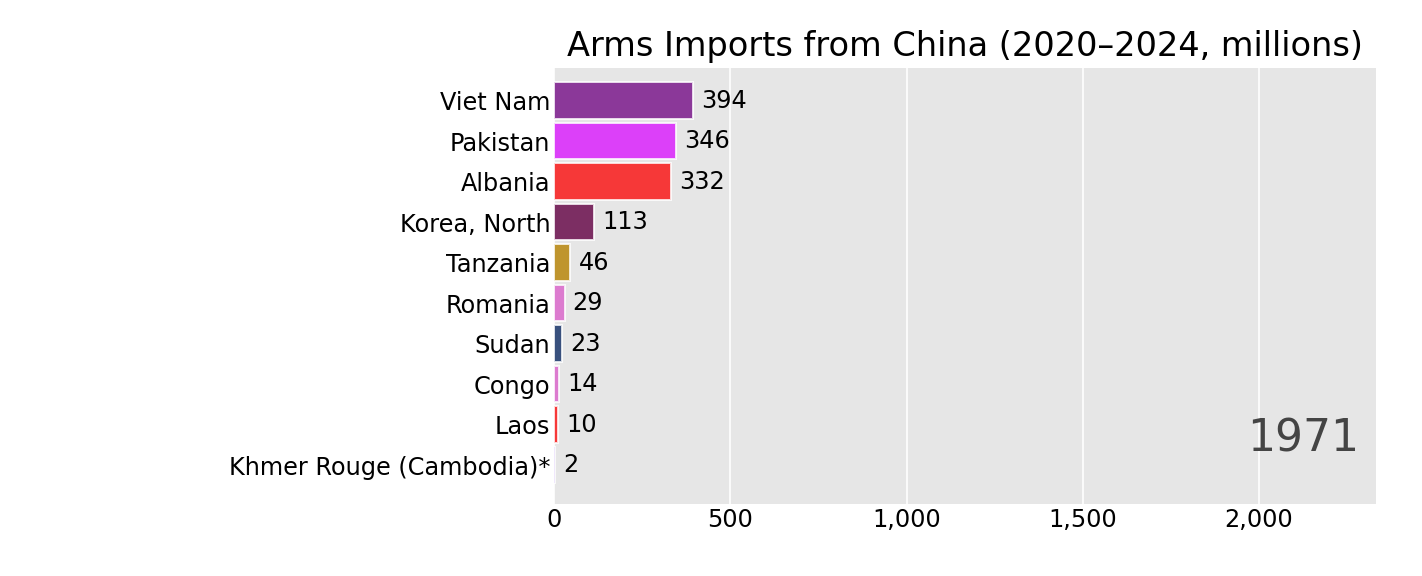 Arms Imports from China (2020–2024, millions)
Viet Nam 394
Pakistan 346
Albania 332
Korea, North 113
Tanzania 46
Romania 29
Sudan 23
Congo 14
Laos 10
Khmer Rouge (Cambodia)* 2
1971
0 500 1,000 1,500 2,000